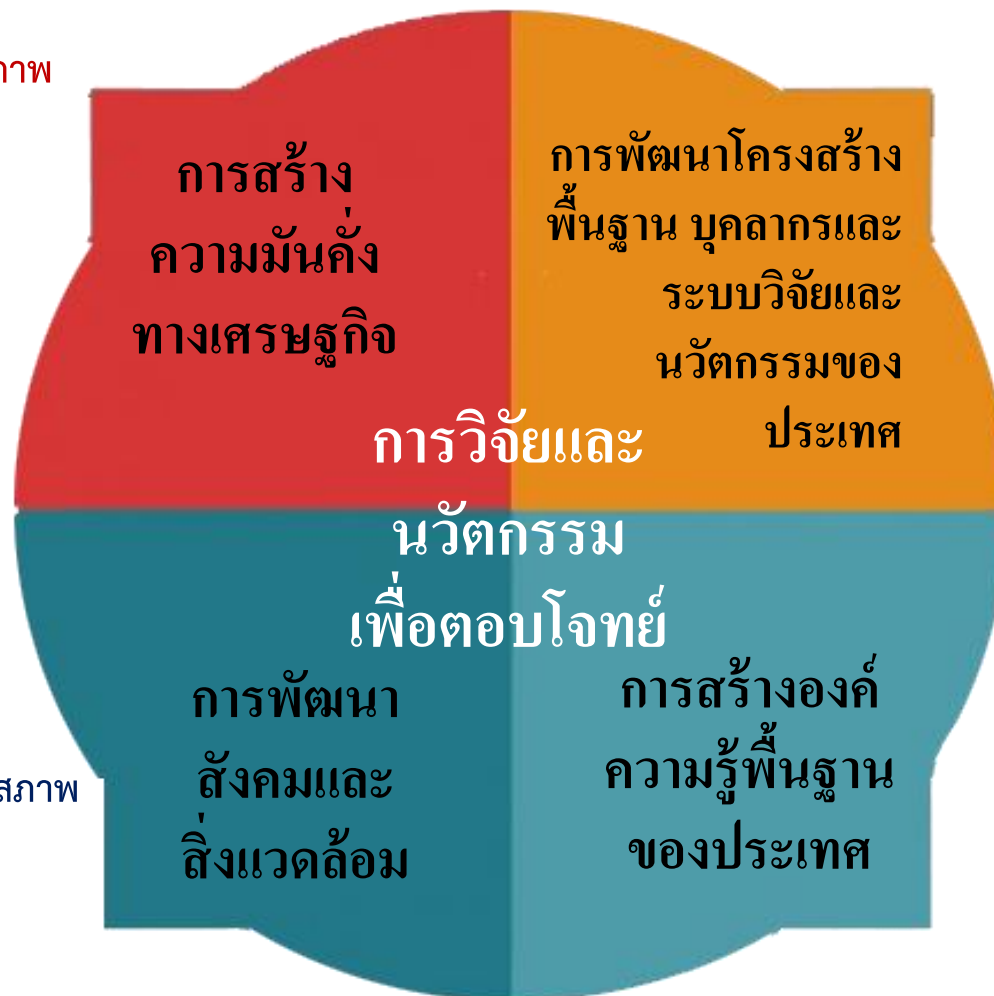 การสร้าง
ความมันคั่ง
ทางเศรษฐกิจ
การพัฒนาโครงสร้าง
พื้นฐาน บุคลากรและ
ระบบวิจัยและ
นวัตกรรมของ
ประเทศ
การวิจัยและ
นวัตกรรม
เพื่อตอบโจทย์
การพัฒนา
สังคมและ
สิ่งแวดล้อม
การสร้างองค์
ความรู้พื้นฐาน
ของประเทศ